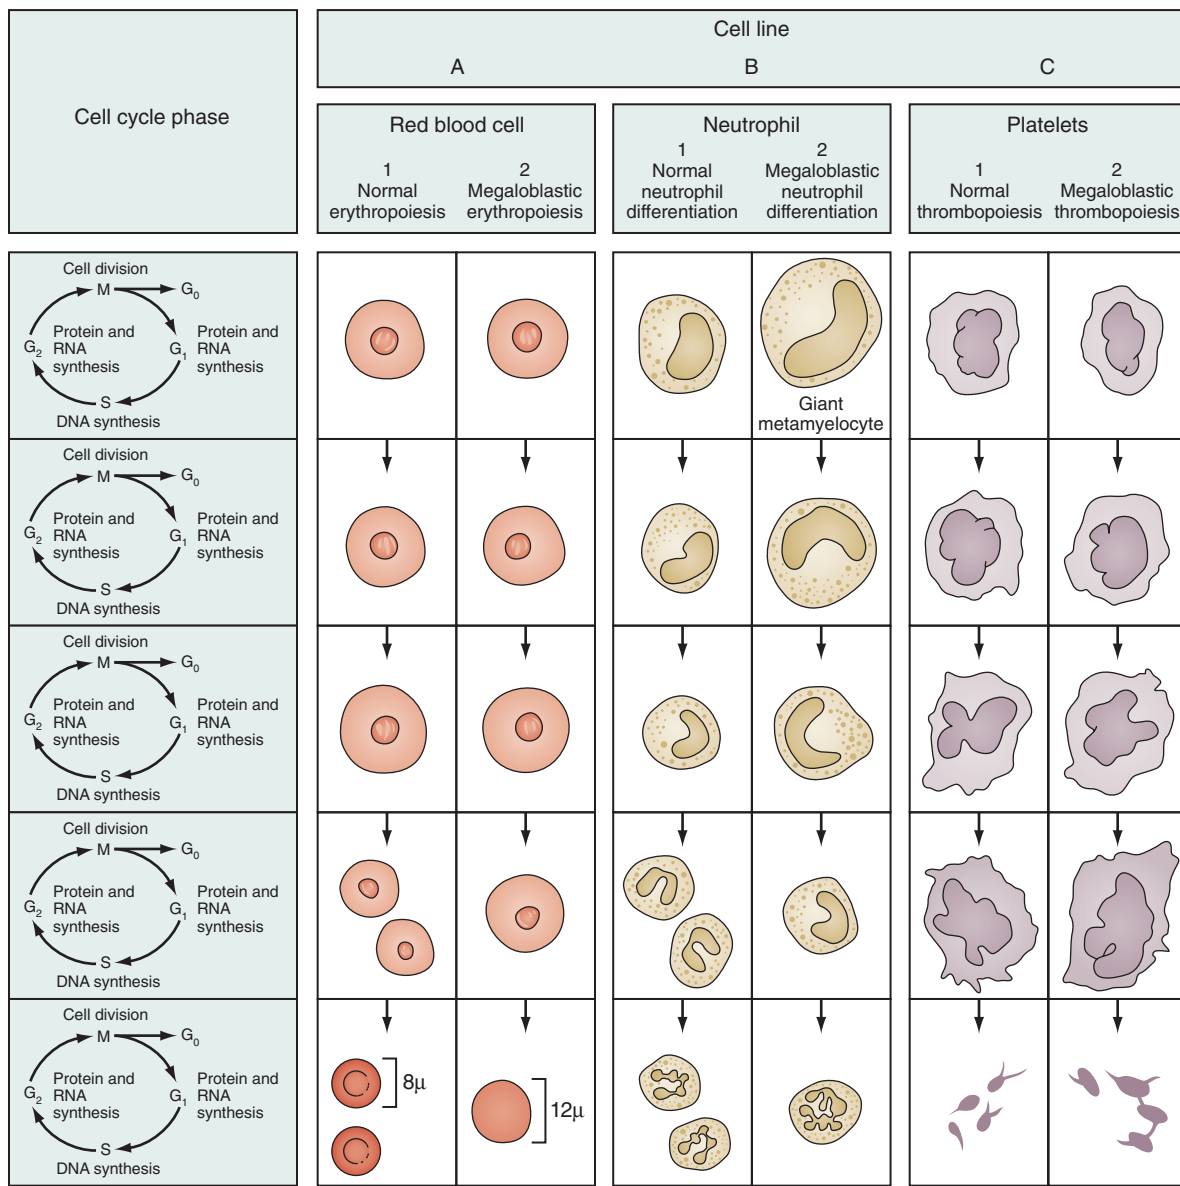 Cell cycle phase
Cell line
A
B
C
Red blood cell
1
Normal
erythropoiesis
2
Megaloblastic
erythropoiesis
Neutrophil
1
Normal
neutrophil
differentiation
2
Megaloblastic
neutrophil
differentiation
Platelets
1
Normal
thrombopoiesis
2
Megaloblastic
thrombopoiesis
Cell division
M
G0
Protein and
RNA
synthesis
Protein and
RNA
synthesis
G2
G1
S
DNA synthesis
Giant
metamyelocyte
Cell division
M
G0
Protein and
RNA
synthesis
Protein and
RNA
synthesis
G2
G1
S
DNA synthesis
Cell division
M
G0
Protein and
RNA
synthesis
Protein and
RNA
synthesis
G2
G1
S
DNA synthesis
Cell division
M
G0
Protein and
RNA
synthesis
Protein and
RNA
synthesis
G2
G1
S
DNA synthesis
Cell division
M
G0
Protein and
RNA
synthesis
Protein and
RNA
synthesis
G2
G1
S
DNA synthesis
8μ
12μ